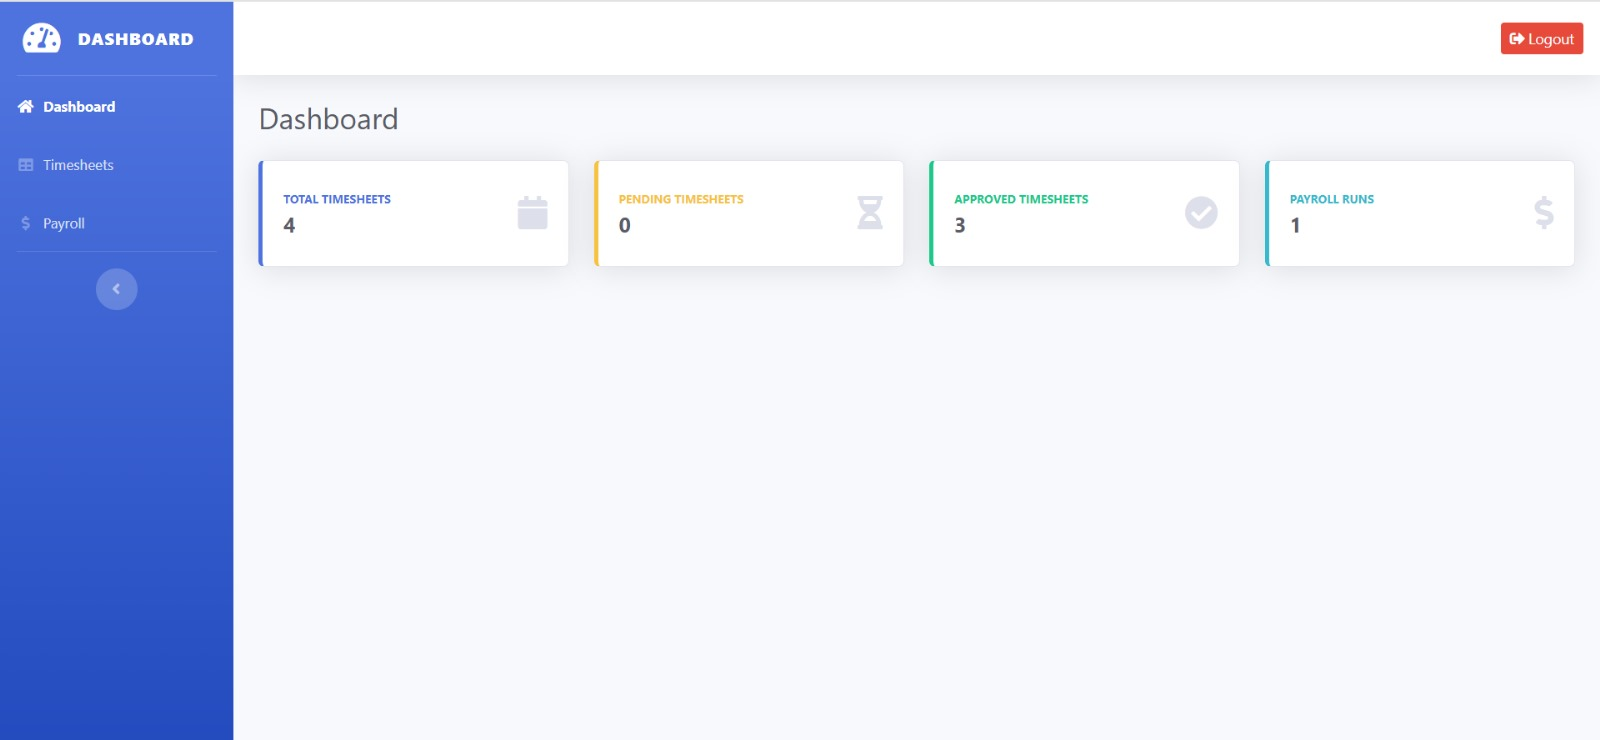 DASHBOARD
Logout
Dashboard
Timesheets
Payroll
Dashboard
TOTAL TIMESHEETS
4
PENDING TIMESHEETS
0
APPROVED TIMESHEETS
3
PAYROLL RUNS
1